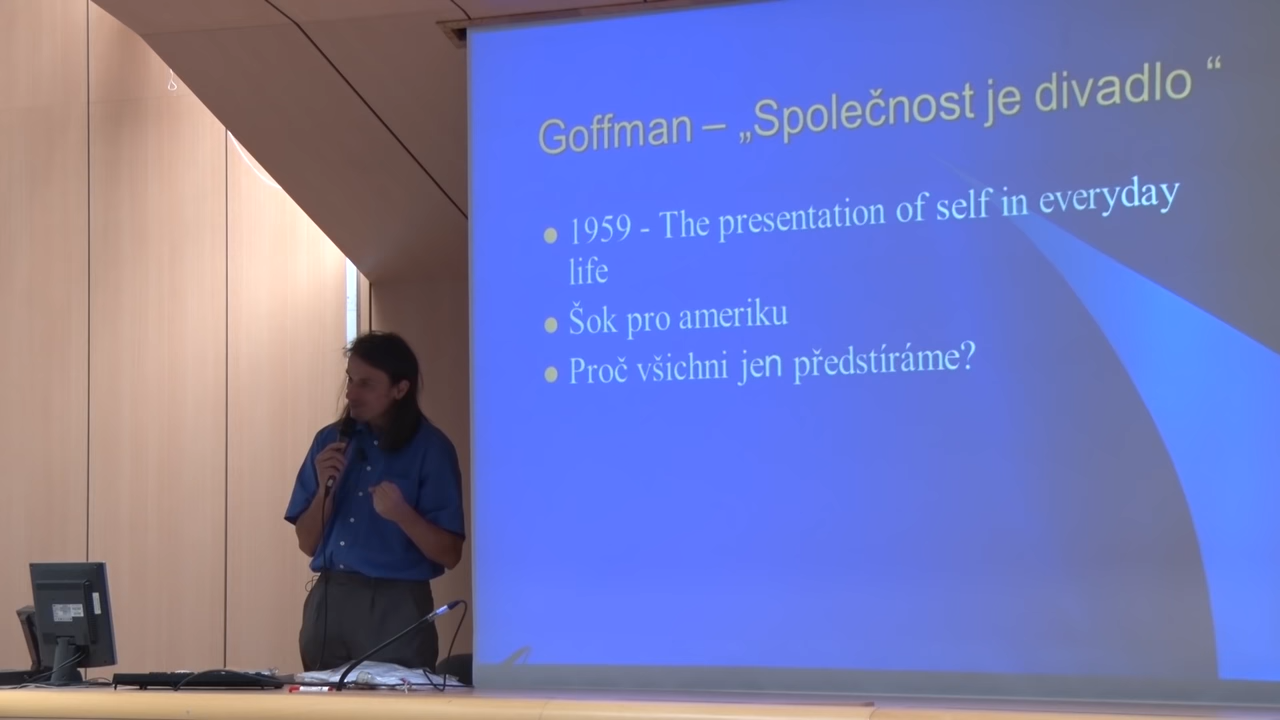 Goffman – „Společnost je divadlo “
1959 - The presentation of self in everyday
life
Šok pro ameriku
Proč všichni jen předstíráme?